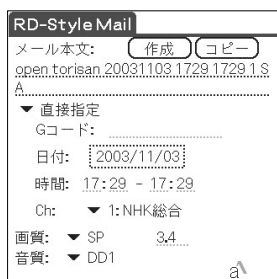 RD-Style Mail
メール本文: 作成 コピー
open torisan 20031103 1729 1729 1 S
A
▼ 直接指定
Gコード:
日付: 2003/11/03
時間: 17:29 - 17:29
Ch: ▼ 1:NHK総合
画質: ▼ SP 3.4
音質: ▼ DD1
a